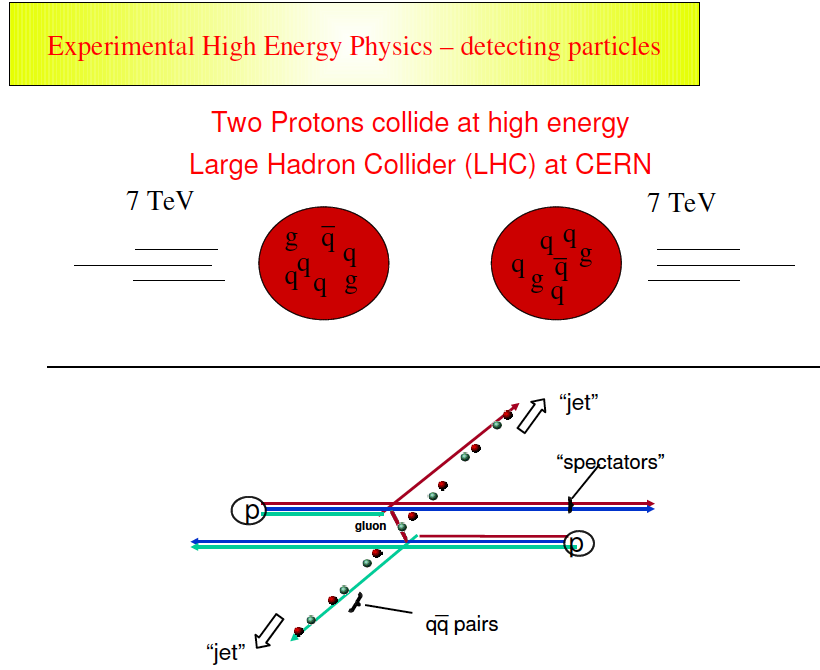 Experimental High Energy Physics – detecting particles
Two Protons collide at high energy
Large Hadron Collider (LHC) at CERN
7 TeV
7 TeV
g q̅ q
q q q g
q q g
q g q̅
q
“jet”
“spectators”
p
gluon
p
qq̅ pairs
“jet”